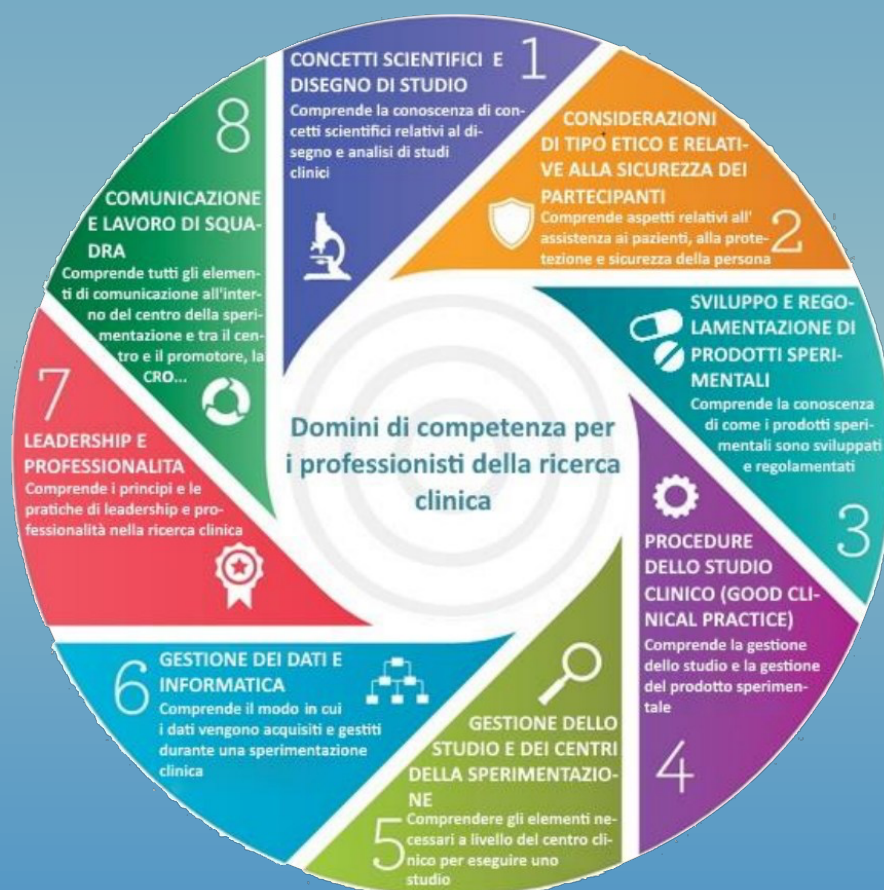 CONCETTI SCIENTIFICI E
DISEGNO DI STUDIO
Comprende la conoscenza di con-
cetti scientifici relativi al di-
segno e analisi di studi
clinici
1
CONSIDERAZIONI
DI TIPO ETICO E RELATI-
VE ALLA SICUREZZA DEI
PARTECIPANTI
Comprende aspetti relativi all'
assistenza ai pazienti, alla prote-
tezione e sicurezza della persona
2
SVILUPPO E REGO-
LAMENTAZIONE DI
PRODOTTI SPERI-
MENTALI
Comprende la conoscenza
di come i prodotti speri-
mentali sono sviluppati
e regolamentati
3
PROCEDURE
DELLO STUDIO
CLINICO (GOOD CLI-
NICAL PRACTICE)
Comprende la gestione
dello studio e la gestione
del prodotto sperimen-
tale
4
GESTIONE DELLO
STUDIO E DEI CENTRI
DELLA SPERIMENTAZIO-
NE
Comprendere gli elementi ne-
cessari a livello del centro cli-
nico per eseguire uno
studio
5
GESTIONE DEI DATI E
INFORMATICA
Comprende il modo in cui
i dati vengono acquisiti e gestiti
durante una sperimentazione
clinica
6
7
LEADERSHIP E
PROFESSIONALITA
Comprende i principi e le
pratiche di leadership e pro-
fessionalità nella ricerca clinica
8
COMUNICAZIONE
E LAVORO DI SQUA-
DRA
Comprende tutti gli elemen-
ti di comunicazione all'inter-
no del centro della speri-
mentazione e tra il cen-
tro e il promotore, la
CRO...
Domini di competenza per
i professionisti della ricerca
clinica